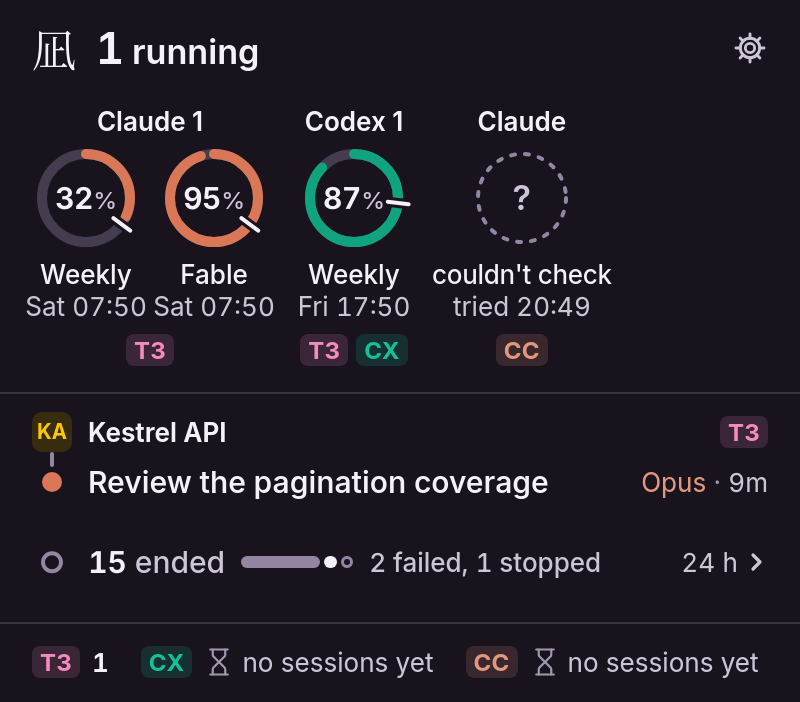 凪 1 running
Claude 1 Codex 1 Claude
32% 95% 87% ?
Weekly Fable Weekly couldn't check
Sat 07:50 Sat 07:50 Fri 17:50 tried 20:49
T3 T3 CX CC
KA Kestrel API T3
Review the pagination coverage Opus · 9m
15 ended 2 failed, 1 stopped 24 h
T3 1 CX no sessions yet CC no sessions yet